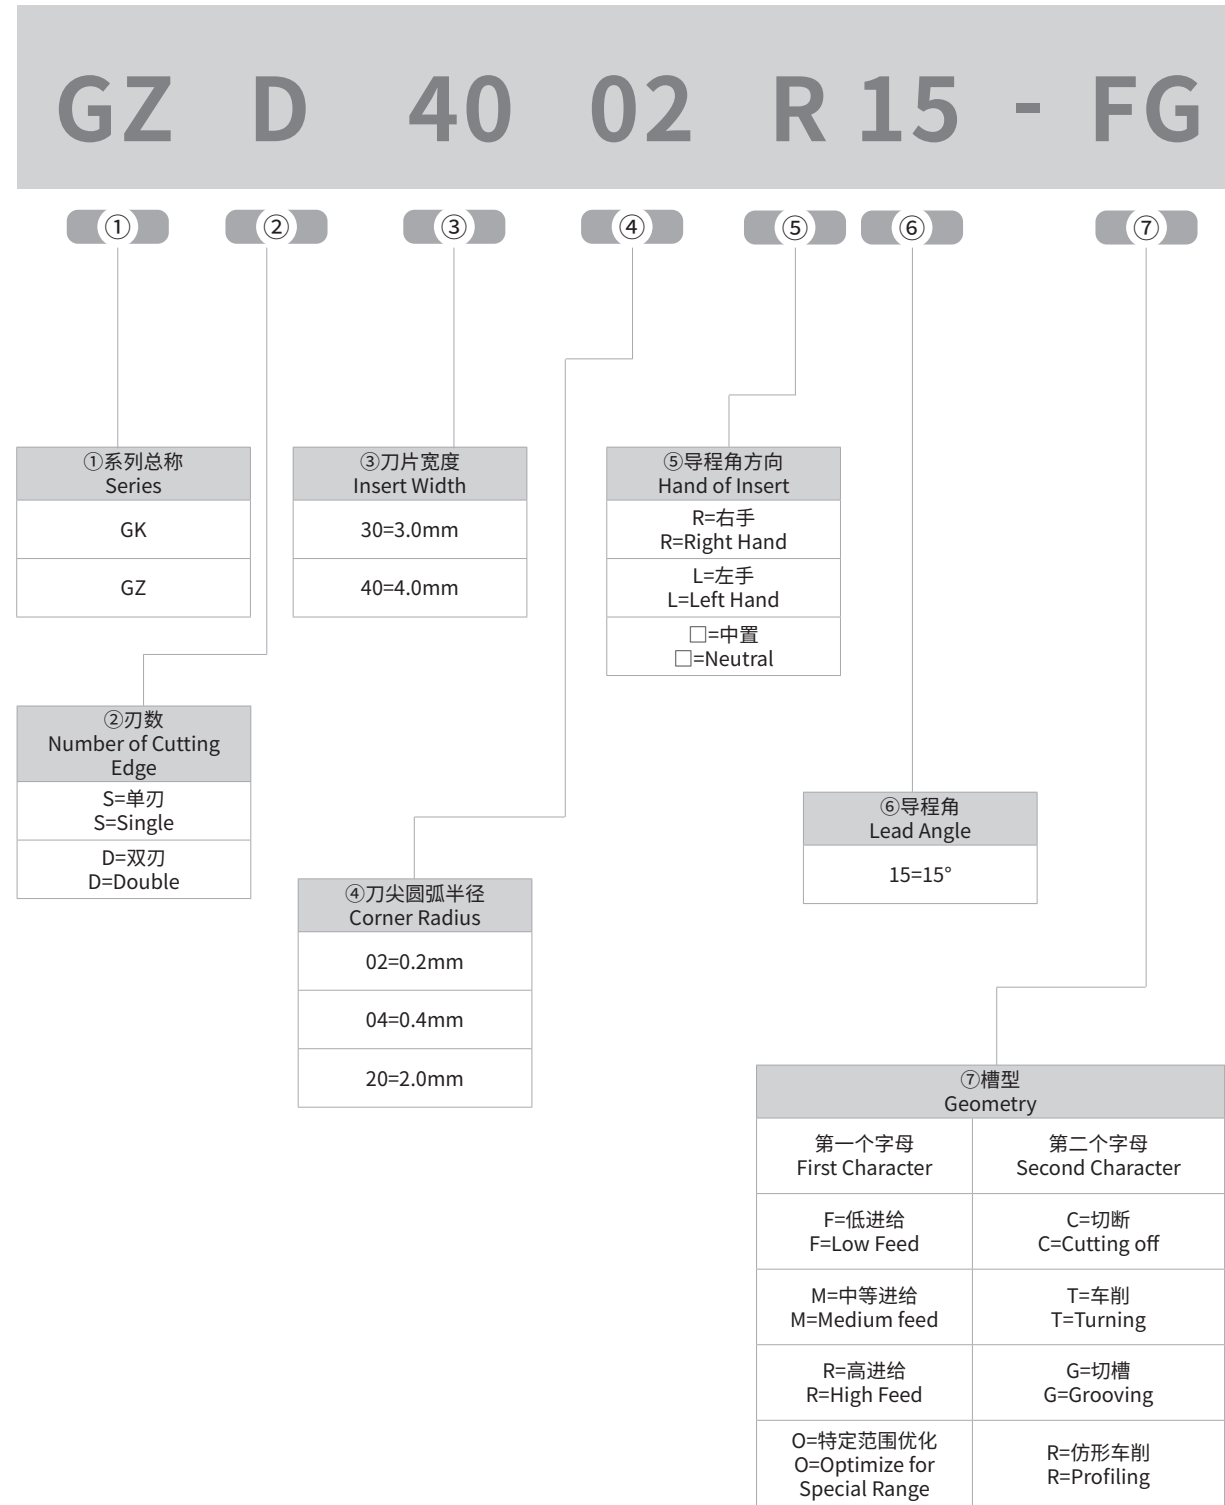 GZ D 40 02 R 15 - FG
① ② ③ ④ ⑤ ⑥ ⑦
①系列总称
Series
GK
GZ
③刀片宽度
Insert Width
30=3.0mm
40=4.0mm
⑤导程角方向
Hand of Insert
R=右手
R=Right Hand
L=左手
L=Left Hand
□=中置
□=Neutral
②刃数
Number of Cutting
Edge
S=单刃
S=Single
D=双刃
D=Double
⑥导程角
Lead Angle
15=15°
④刀尖圆弧半径
Corner Radius
02=0.2mm
04=0.4mm
20=2.0mm
⑦槽型
Geometry
第一个字母
First Character
第二个字母
Second Character
F=低进给
F=Low Feed
C=切断
C=Cutting off
M=中等进给
M=Medium feed
T=车削
T=Turning
R=高进给
R=High Feed
G=切槽
G=Grooving
O=特定范围优化
O=Optimize for
Special Range
R=仿形车削
R=Profiling